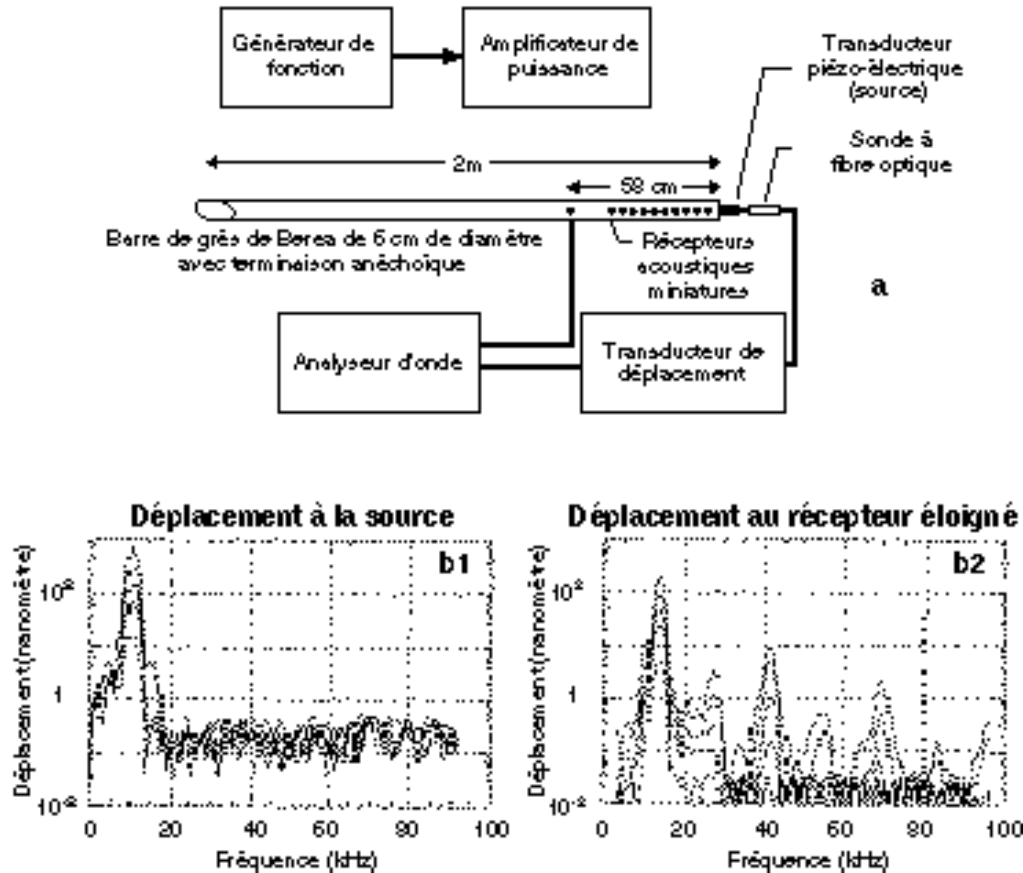 Générateur de
fonction
Amplificateur de
puissance
Transducteur
piézo-électrique
(source)
Sonde à
fibre optique
2m
58 cm
Barre de grès de Berea de 6 cm de diamètre
avec terminaison anéchoïque
Récepteurs
acoustiques
miniatures
a
Analyseur d'onde
Transducteur de
déplacement
Déplacement à la source
b1
Déplacement (nanomètre)
10²
1
10⁻²
0 20 40 60 80 100
Fréquence (kHz)
Déplacement au récepteur éloigné
b2
Déplacement (nanomètre)
10²
1
10⁻²
0 20 40 60 80 100
Fréquence (kHz)